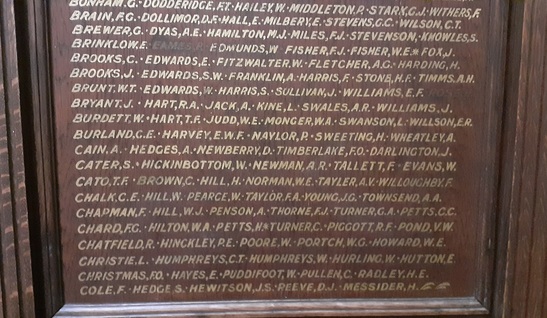 BONHAM.G · DODDERIDGE,F.T · HAILEY,W · MIDDLETON,P. · STARK,G.J · WITHERS,F
BRAIN,F.G. · DOLLIMOR,D.F · HALL,E · MILBERY,E · STEVENS,C.C. · WILSON,C.T.
BREWER,G · DYAS,A.E · HAMILTON,M.J · MILES,F.J · STEVENSON, · KNOWLES,S.
BRINKLOW,E · EAMES, · EDMUNDS,W · FISHER,F.J · FISHER,W.E · FOX,J.
BROOKS,C. · EDWARDS,E · FITZWALTER,W. · FLETCHER,A.G · HARDING,H.
BROOKS,J. · EDWARDS,S.W. · FRANKLIN,A · HARRIS,F · STONE,H.F. · TIMMS,A.H.
BRUNT,W.T. · EDWARDS,W · HARRIS,S · SULLIVAN,J. · WILLIAMS,E.F.
BRYANT.J · HART,R.A · JACK,A · KINE,L · SWALES,A.R · WILLIAMS,J.
BURDETT.W · HART,T.F. · JUDD,W.E · MONGER,W.A · SWANSON,L · WILLSON,E.R.
BURLAND,C.E · HARVEY,E.W.F · NAYLOR,P. · SWEETING,H · WHEATLEY,A.
CAIN,A · HEDGES,A · NEWBERRY,D · TIMBERLAKE,F.O. · DARLINGTON,J.
CATER,S. · HICKINBOTTOM,W. · NEWMAN,A.R. · TALLETT,F · EVANS,W.
CATO,T.F. · BROWN,C. · HILL,H · NORMAN,W.E · TAYLER,A.V. · WILLOUGHBY,F.
CHALK,G.E · HILL,W. · PEARCE,W · TAYLOR,F.A · YOUNG,J.G. · TOWNSEND,A.A.
CHAPMAN,F · HILL,W.J · PENSON,A · THORNE,F.J · TURNER,G.A · PETTS,C.C.
CHARD,F.G. · HILTON,W.A · PETTS,H · TURNER,C · PIGGOTT,R.F. · POND,V.W.
CHATFIELD,R · HINCKLEY,P.E · POORE,W. · PORTCH,W.G · HOWARD,W.E.
CHRISTIE,L. · HUMPHREYS,C.T · HUMPHREYS,W · HURLING,W · HUTTON,E.
CHRISTMAS,F.O. · HAYES,E · PUDDIFOOT,W · PULLEN,C. · RADLEY,H.E.
COLE,F. · HEDGES · HEWITSON,J.S · REEVE,D.J. · MESSIDER,H